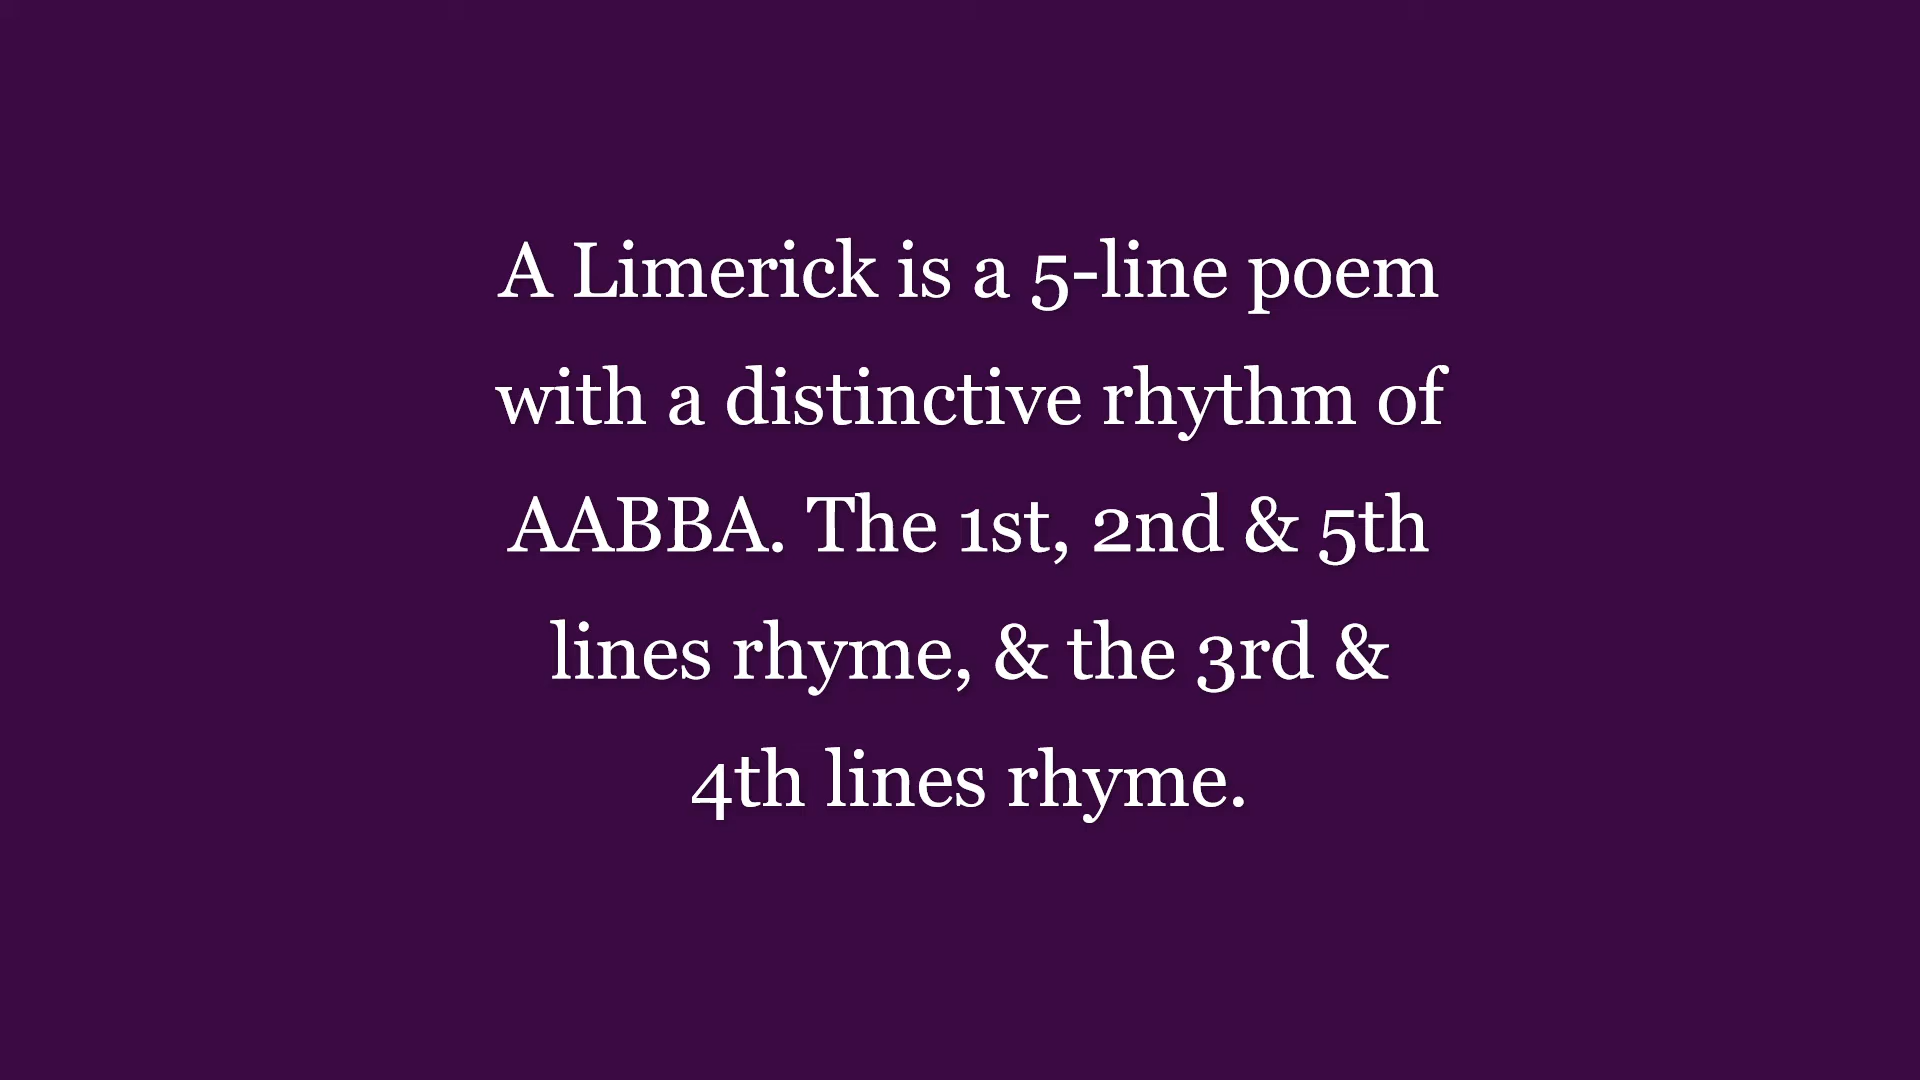 A Limerick is a 5-line poem
with a distinctive rhythm of
AABBA. The 1st, 2nd & 5th
lines rhyme, & the 3rd &
4th lines rhyme.